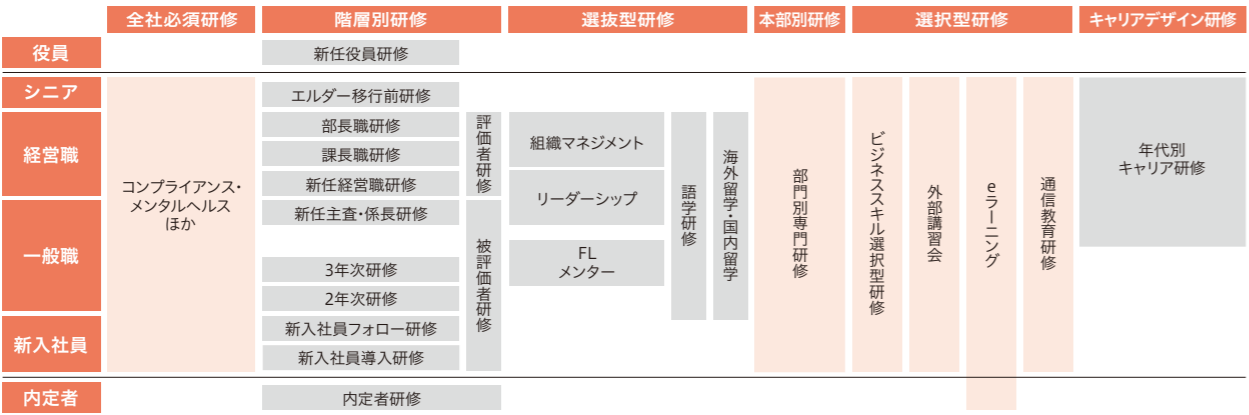 全社必須研修
階層別研修
選抜型研修
本部別研修
選択型研修
キャリアデザイン研修
役員
新任役員研修
シニア
経営職
一般職
新入社員
内定者
コンプライアンス・
メンタルヘルス
ほか
エルダー移行前研修
部長職研修
課長職研修
新任経営職研修
新任主査・係長研修
3年次研修
2年次研修
新入社員フォロー研修
新入社員導入研修
内定者研修
評価者研修
被評価者研修
組織マネジメント
リーダーシップ
FL
メンター
語学研修
海外留学・国内留学
部門別専門研修
ビジネススキル選択型研修
外部講習会
eラーニング
通信教育研修
年代別
キャリア研修